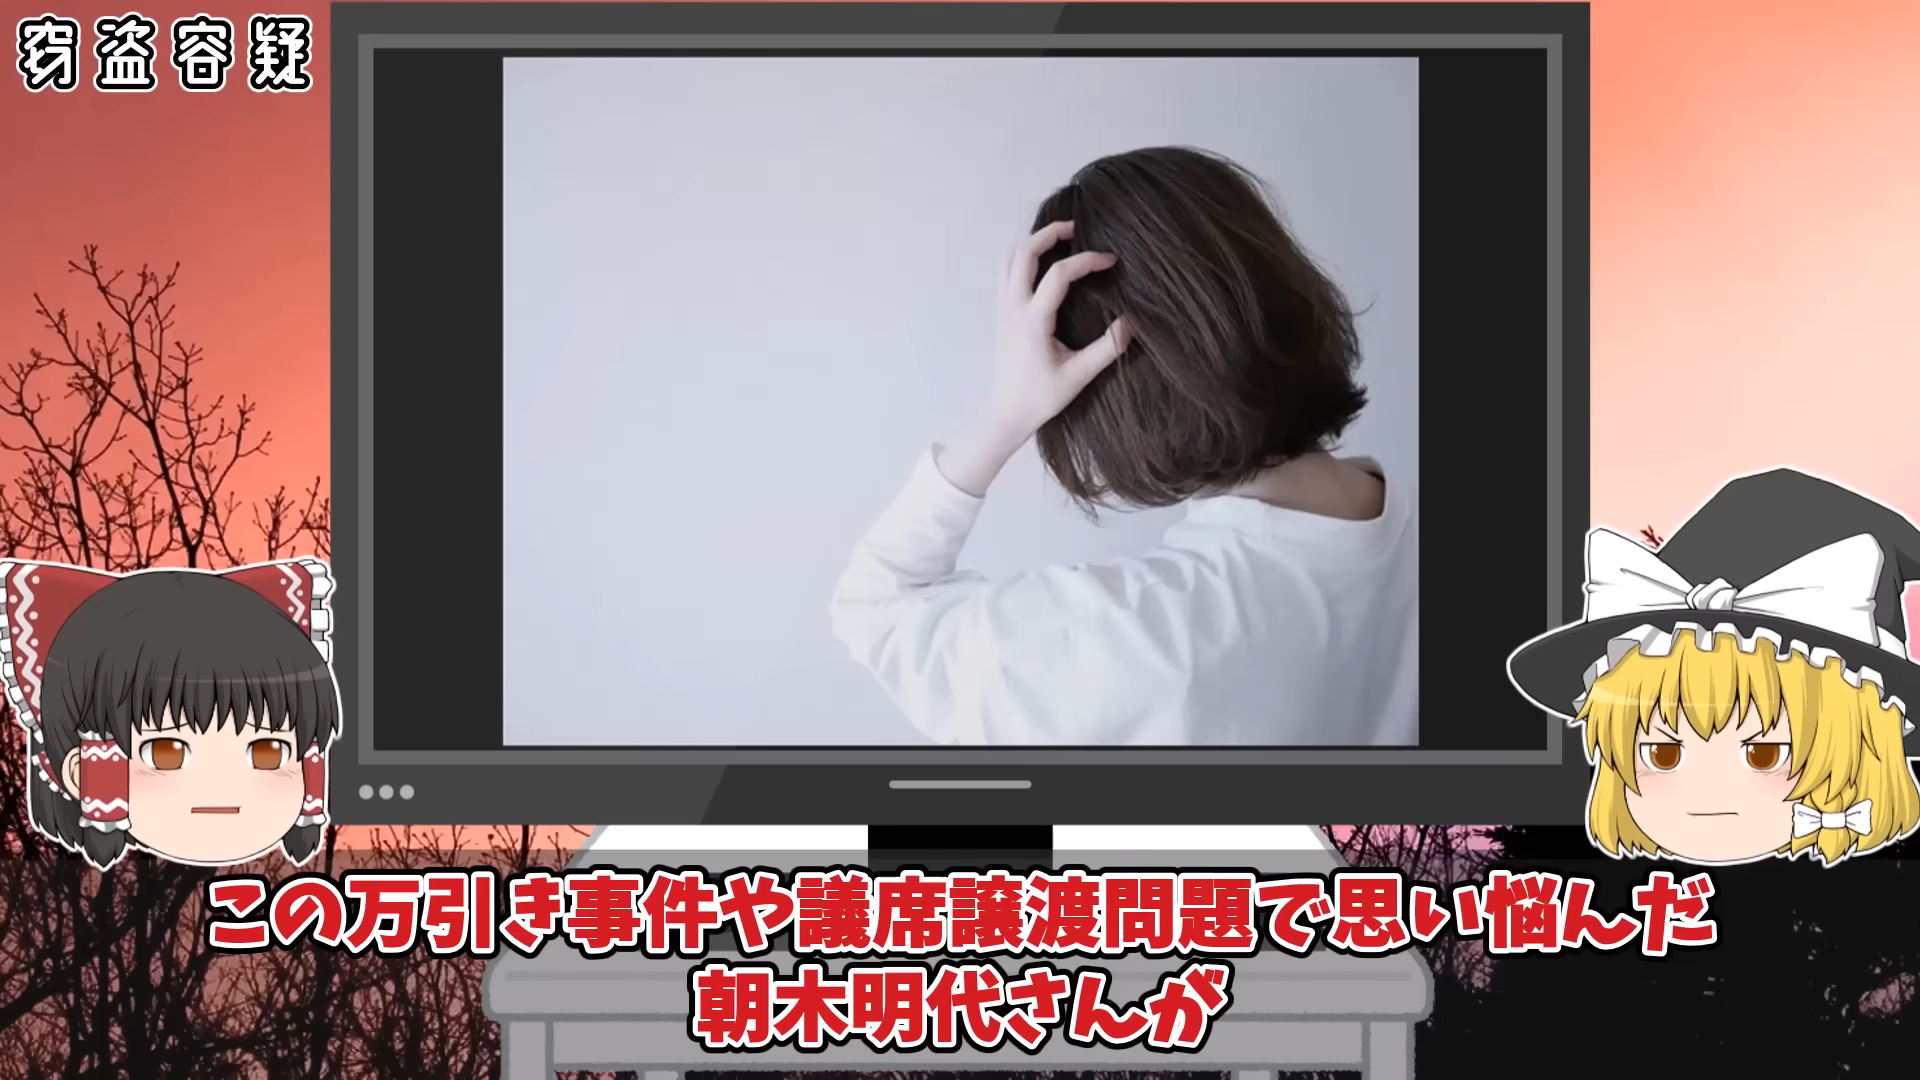 窃盗容疑
この万引き事件や議席譲渡問題で思い悩んだ
朝木明代さんが